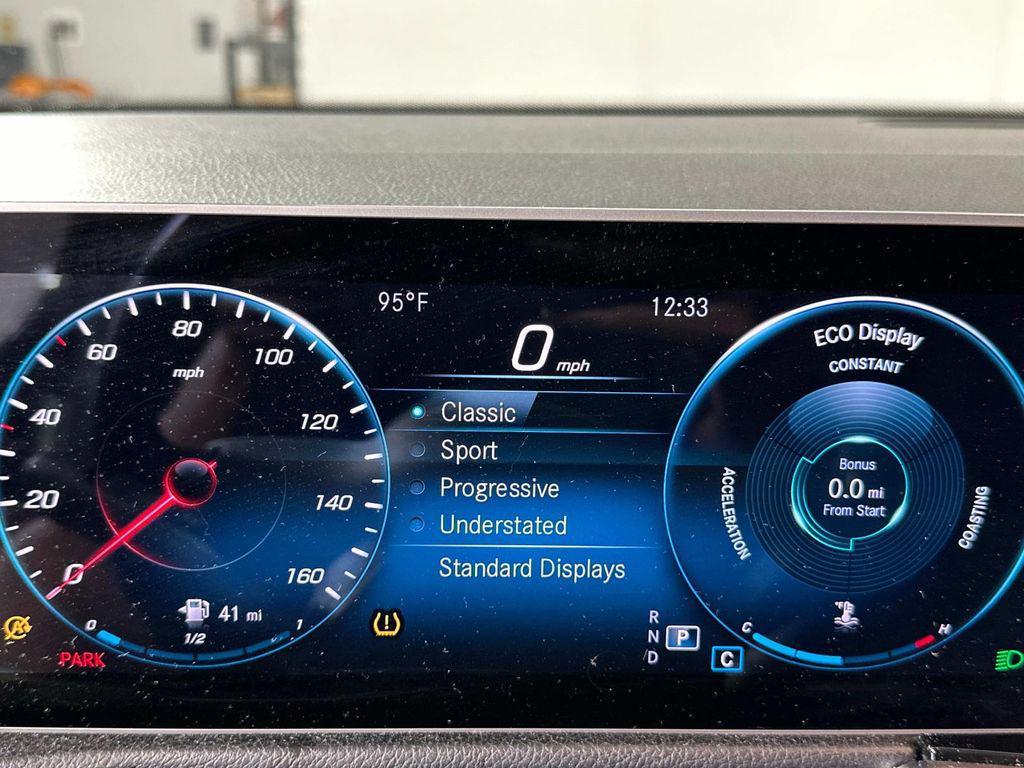 95°F
12:33
0 mph
Classic
Sport
Progressive
Understated
Standard Displays
0
20
40
60
80
100
120
140
160
mph
41 mi
0
1/2
1
PARK
A
!
R
N
D
P
C
ECO Display
CONSTANT
ACCELERATION
COASTING
Bonus
0.0 mi
From Start
°F
C
H